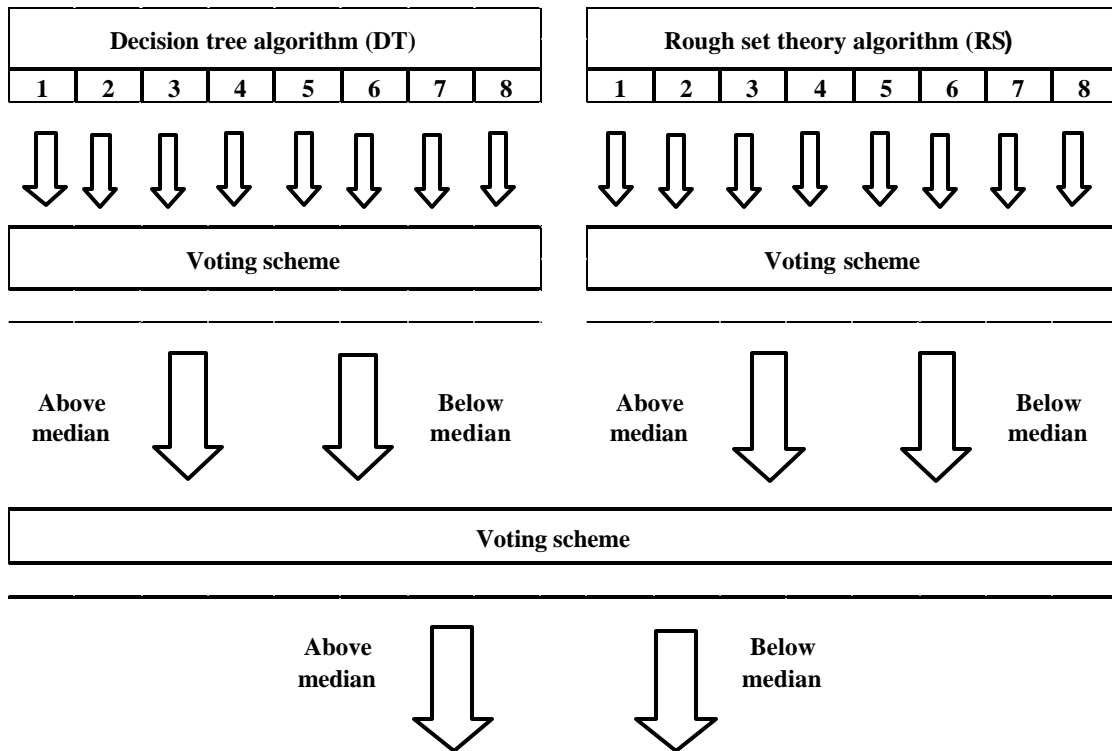 Decision tree algorithm (DT)
1 2 3 4 5 6 7 8
Voting scheme
Above
median
Below
median
Rough set theory algorithm (RS)
1 2 3 4 5 6 7 8
Voting scheme
Above
median
Below
median
Voting scheme
Above
median
Below
median